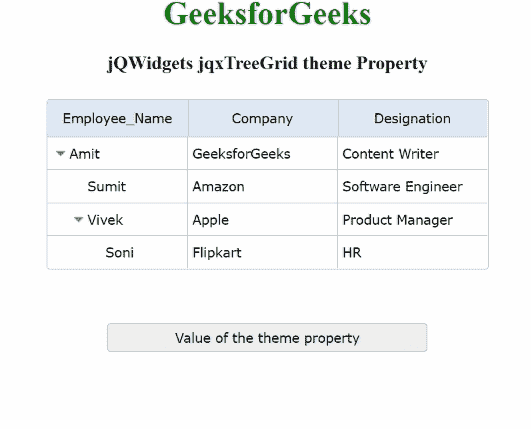 GeeksforGeeks
jQWidgets jqxTreeGrid theme Property
Employee_Name Company Designation
Amit GeeksforGeeks Content Writer
Sumit Amazon Software Engineer
Vivek Apple Product Manager
Soni Flipkart HR
Value of the theme property